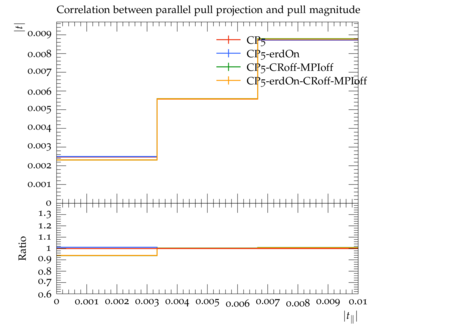 Correlation between parallel pull projection and pull magnitude
|t|
0.009
0.008
0.007
0.006
0.005
0.004
0.003
0.002
0.001
0
CP5
CP5-erdOn
CP5-CRoff-MPIoff
CP5-erdOn-CRoff-MPIoff
Ratio
1.3
1.2
1.1
1
0.9
0.8
0.7
0.6
0 0.001 0.002 0.003 0.004 0.005 0.006 0.007 0.008 0.009 0.01
|t∥|